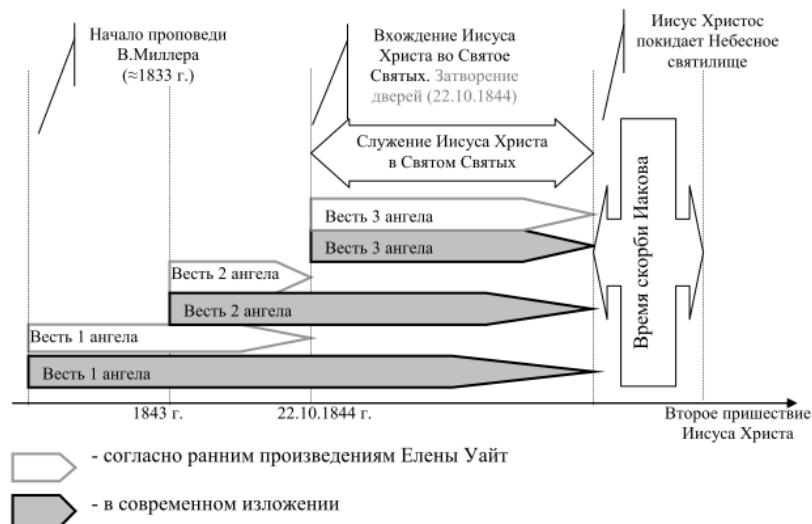 Начало проповеди
В.Миллера
(≈1833 г.)
Вхождение Иисуса
Христа во Святое
Святых. Затворение
дверей (22.10.1844)
Иисус Христос
покидает Небесное
святилище
Служение Иисуса Христа
в Святом Святых
Время скорби Иакова
Весть 3 ангела
Весть 3 ангела
Весть 2 ангела
Весть 2 ангела
Весть 1 ангела
Весть 1 ангела
1843 г.
22.10.1844 г.
Второе пришествие
Иисуса Христа
- согласно ранним произведениям Елены Уайт
- в современном изложении